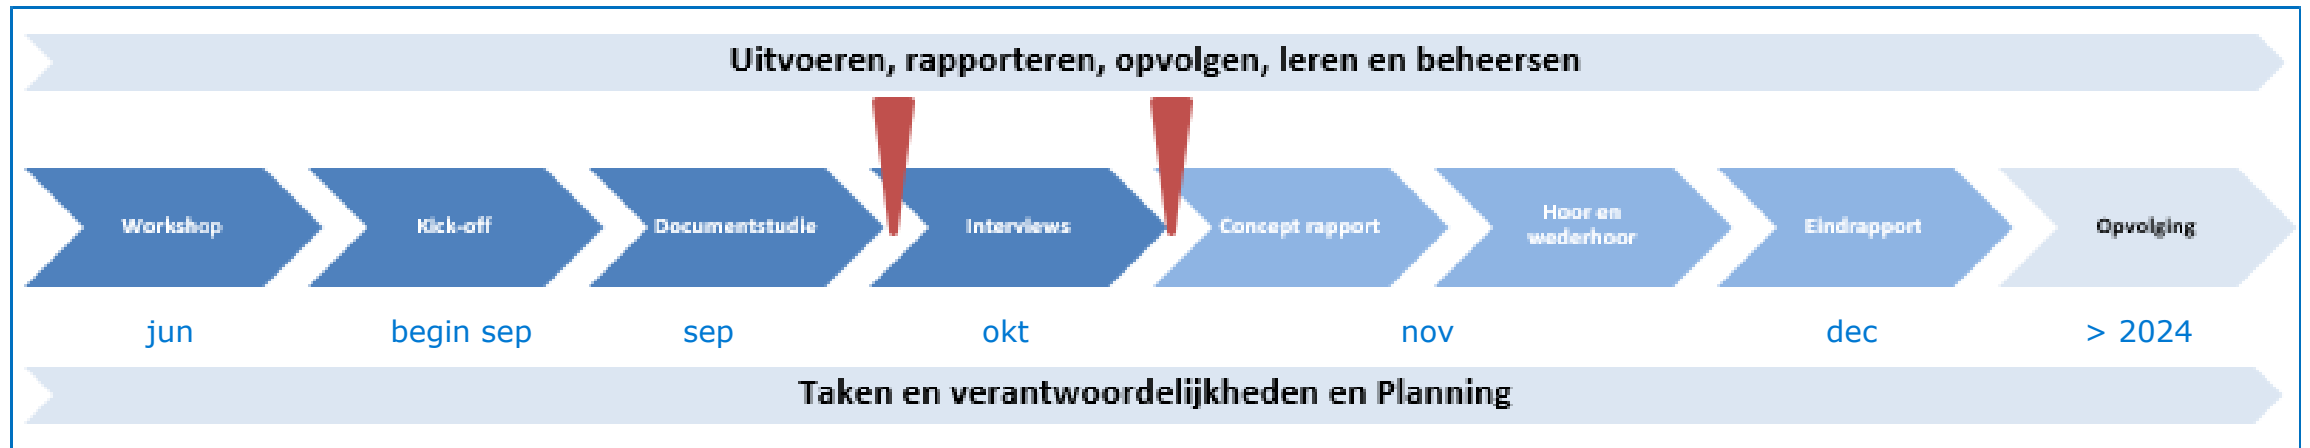 Uitvoeren, rapporteren, opvolgen, leren en beheersen
Workshop
Kick-off
Documentstudie
Interviews
Concept rapport
Hoor en
wederhoor
Eindrapport
Opvolging
jun
begin sep
sep
okt
nov
dec
> 2024
Taken en verantwoordelijkheden en Planning